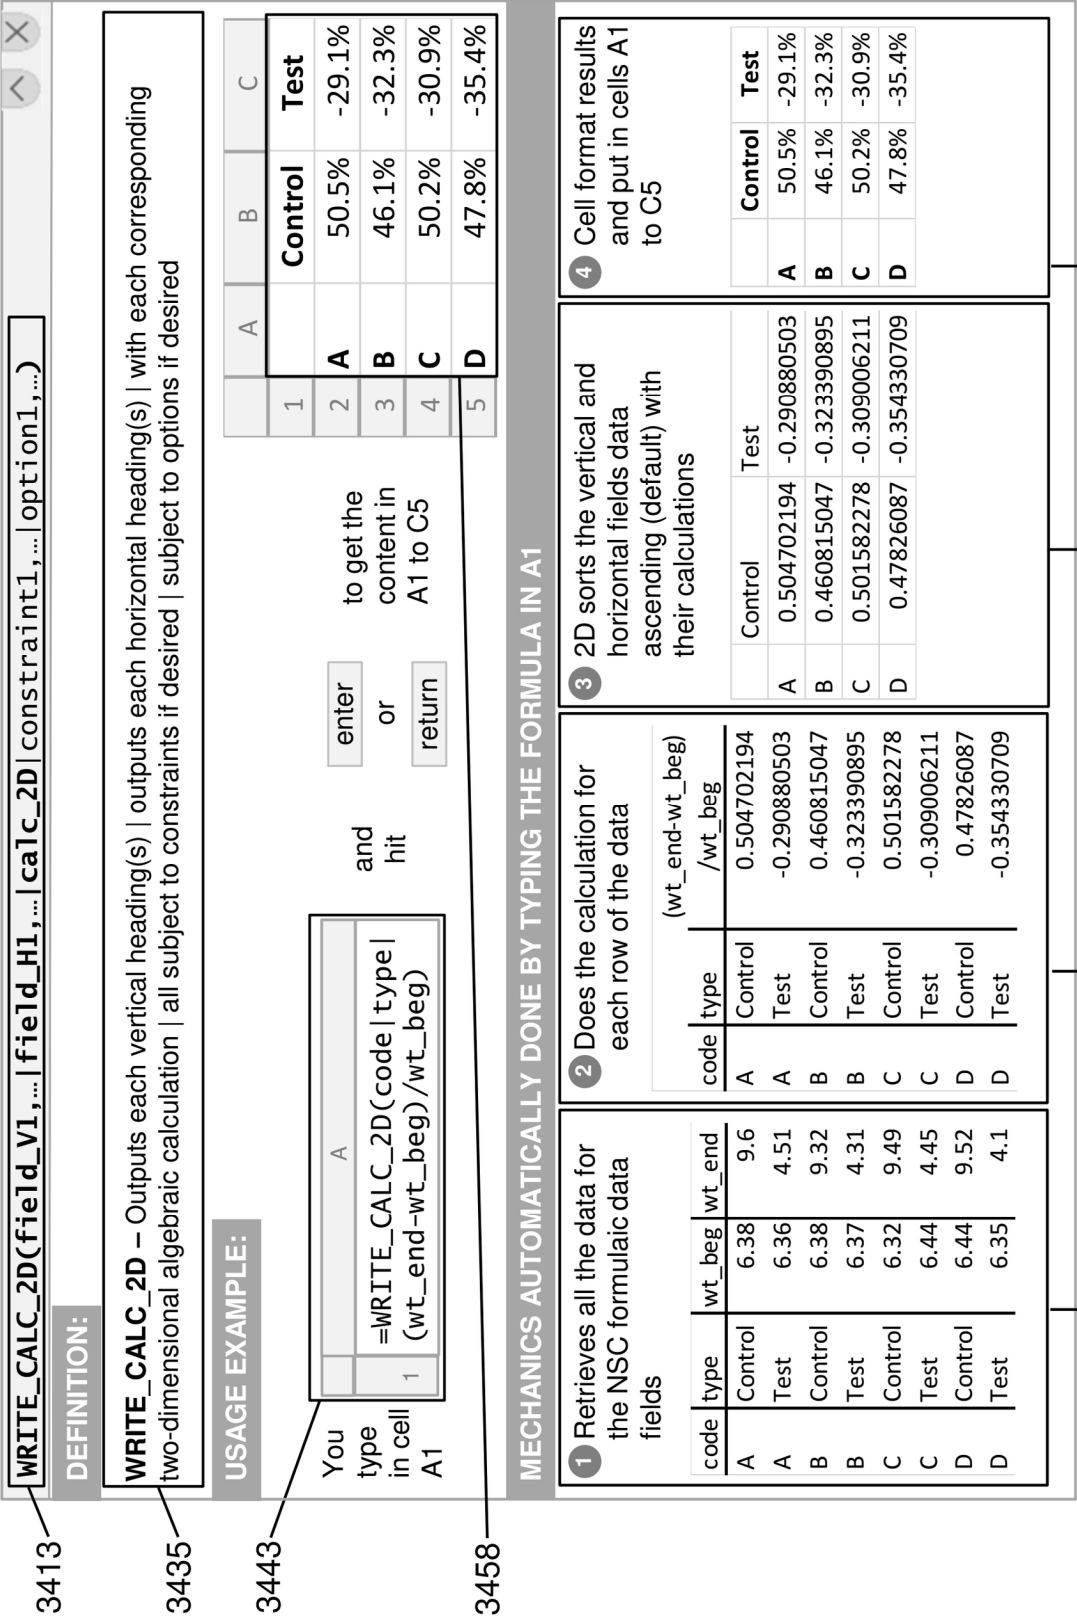 WRITE_CALC_2D(field_V1,…|field_H1,…|calc_2D|constraint1,…|option1,…)
3413
DEFINITION:
WRITE_CALC_2D – Outputs each vertical heading(s) | outputs each horizontal heading(s) | with each corresponding
two-dimensional algebraic calculation | all subject to constraints if desired | subject to options if desired
3435
USAGE EXAMPLE:
3443
You
type
in cell
A1
A
1
=WRITE_CALC_2D(code|type|
(wt_end-wt_beg)/wt_beg)
and
hit
enter
or
return
to get the
content in
A1 to C5
A B C
1 Control Test
2 A 50.5% -29.1%
3 B 46.1% -32.3%
4 C 50.2% -30.9%
5 D 47.8% -35.4%
3458
MECHANICS AUTOMATICALLY DONE BY TYPING THE FORMULA IN A1
1 Retrieves all the data for
the NSC formulaic data
fields
code type wt_beg wt_end
A Control 6.38 9.6
A Test 6.36 4.51
B Control 6.38 9.32
B Test 6.37 4.31
C Control 6.32 9.49
C Test 6.44 4.45
D Control 6.44 9.52
D Test 6.35 4.1
2 Does the calculation for
each row of the data
(wt_end-wt_beg)
code type /wt_beg
A Control 0.504702194
A Test -0.290880503
B Control 0.460815047
B Test -0.323390895
C Control 0.501582278
C Test -0.309006211
D Control 0.47826087
D Test -0.354330709
3 2D sorts the vertical and
horizontal fields data
ascending (default) with
their calculations
Control Test
A 0.504702194 -0.290880503
B 0.460815047 -0.323390895
C 0.501582278 -0.309006211
D 0.47826087 -0.354330709
4 Cell format results
and put in cells A1
to C5
Control Test
A 50.5% -29.1%
B 46.1% -32.3%
C 50.2% -30.9%
D 47.8% -35.4%